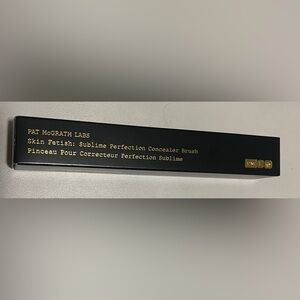 PAT McGRATH LABS
Skin Fetish: Sublime Perfection Concealer Brush
Pinceau Pour Correcteur Perfection Sublime